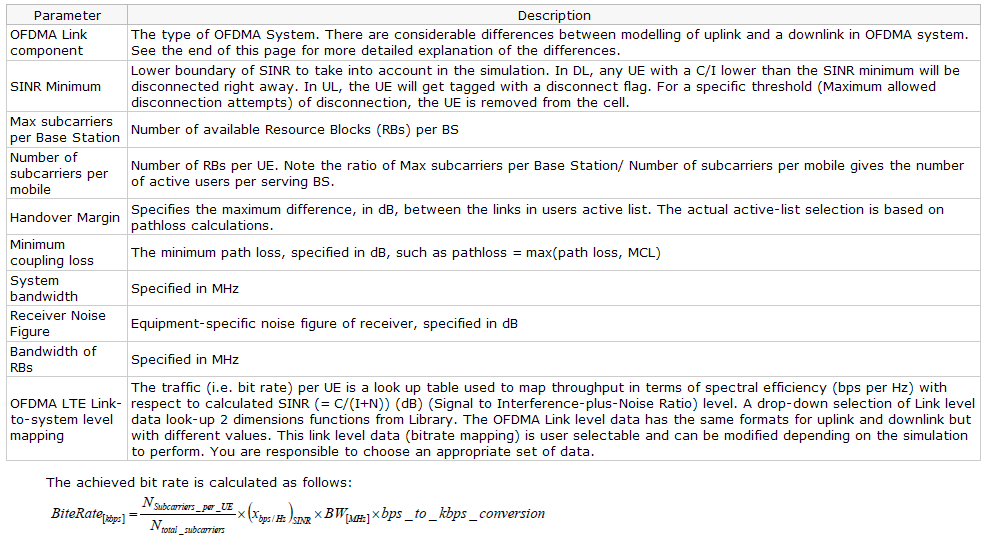 Parameter Description
OFDMA Link component
The type of OFDMA System. There are considerable differences between modelling of uplink and a downlink in OFDMA system.
See the end of this page for more detailed explanation of the differences.
SINR Minimum
Lower boundary of SINR to take into account in the simulation. In DL, any UE with a C/I lower than the SINR minimum will be
disconnected right away. In UL, the UE will get tagged with a disconnect flag. For a specific threshold (Maximum allowed
disconnection attempts) of disconnection, the UE is removed from the cell.
Max subcarriers
per Base Station
Number of available Resource Blocks (RBs) per BS
Number of
subcarriers per
mobile
Number of RBs per UE. Note the ratio of Max subcarriers per Base Station/ Number of subcarriers per mobile gives the number
of active users per serving BS.
Handover Margin
Specifies the maximum difference, in dB, between the links in users active list. The actual active-list selection is based on
pathloss calculations.
Minimum
coupling loss
The minimum path loss, specified in dB, such as pathloss = max(path loss, MCL)
System
bandwidth
Specified in MHz
Receiver Noise
Figure
Equipment-specific noise figure of receiver, specified in dB
Bandwidth of
RBs
Specified in MHz
OFDMA LTE Link-
to-system level
mapping
The traffic (i.e. bit rate) per UE is a look up table used to map throughput in terms of spectral efficiency (bps per Hz) with
respect to calculated SINR (= C/(I+N)) (dB) (Signal to Interference-plus-Noise Ratio) level. A drop-down selection of Link level
data look-up 2 dimensions functions from Library. The OFDMA Link level data has the same formats for uplink and downlink but
with different values. This link level data (bitrate mapping) is user selectable and can be modified depending on the simulation
to perform. You are responsible to choose an appropriate set of data.
The achieved bit rate is calculated as follows:
BiteRate[kbps] = N Subcarriers_per_UE / N total_subcarriers × (x bps/Hz) SINR × BW[MHz] × bps_to_kbps_conversion